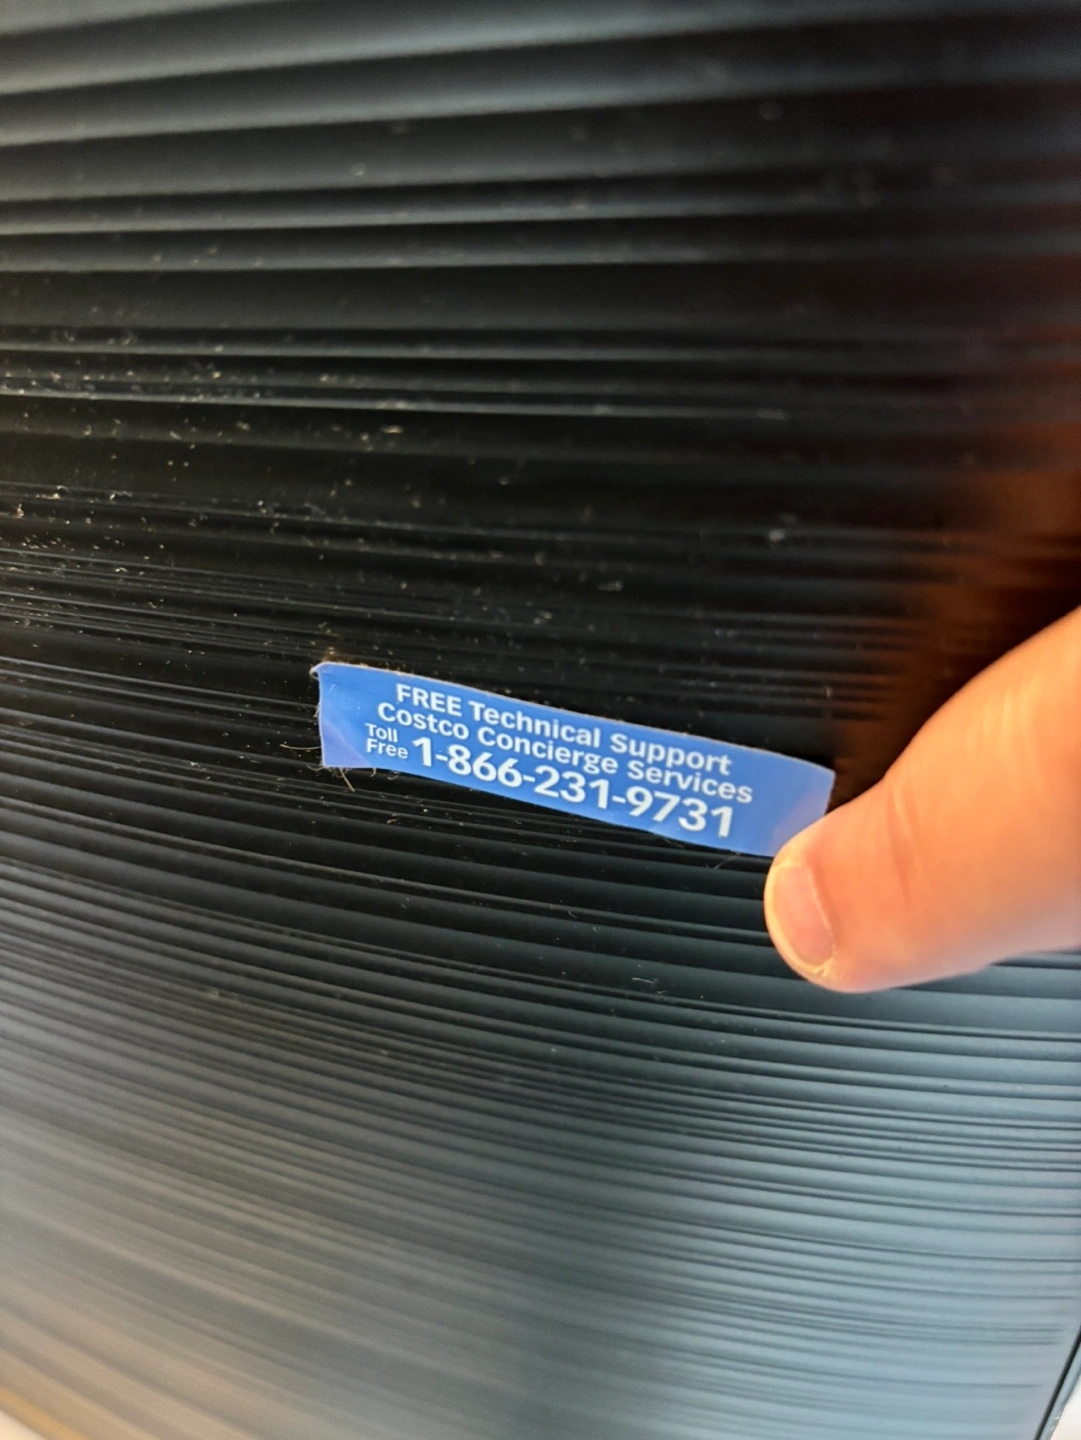 FREE Technical Support
Costco Concierge Services
Toll
Free 1-866-231-9731